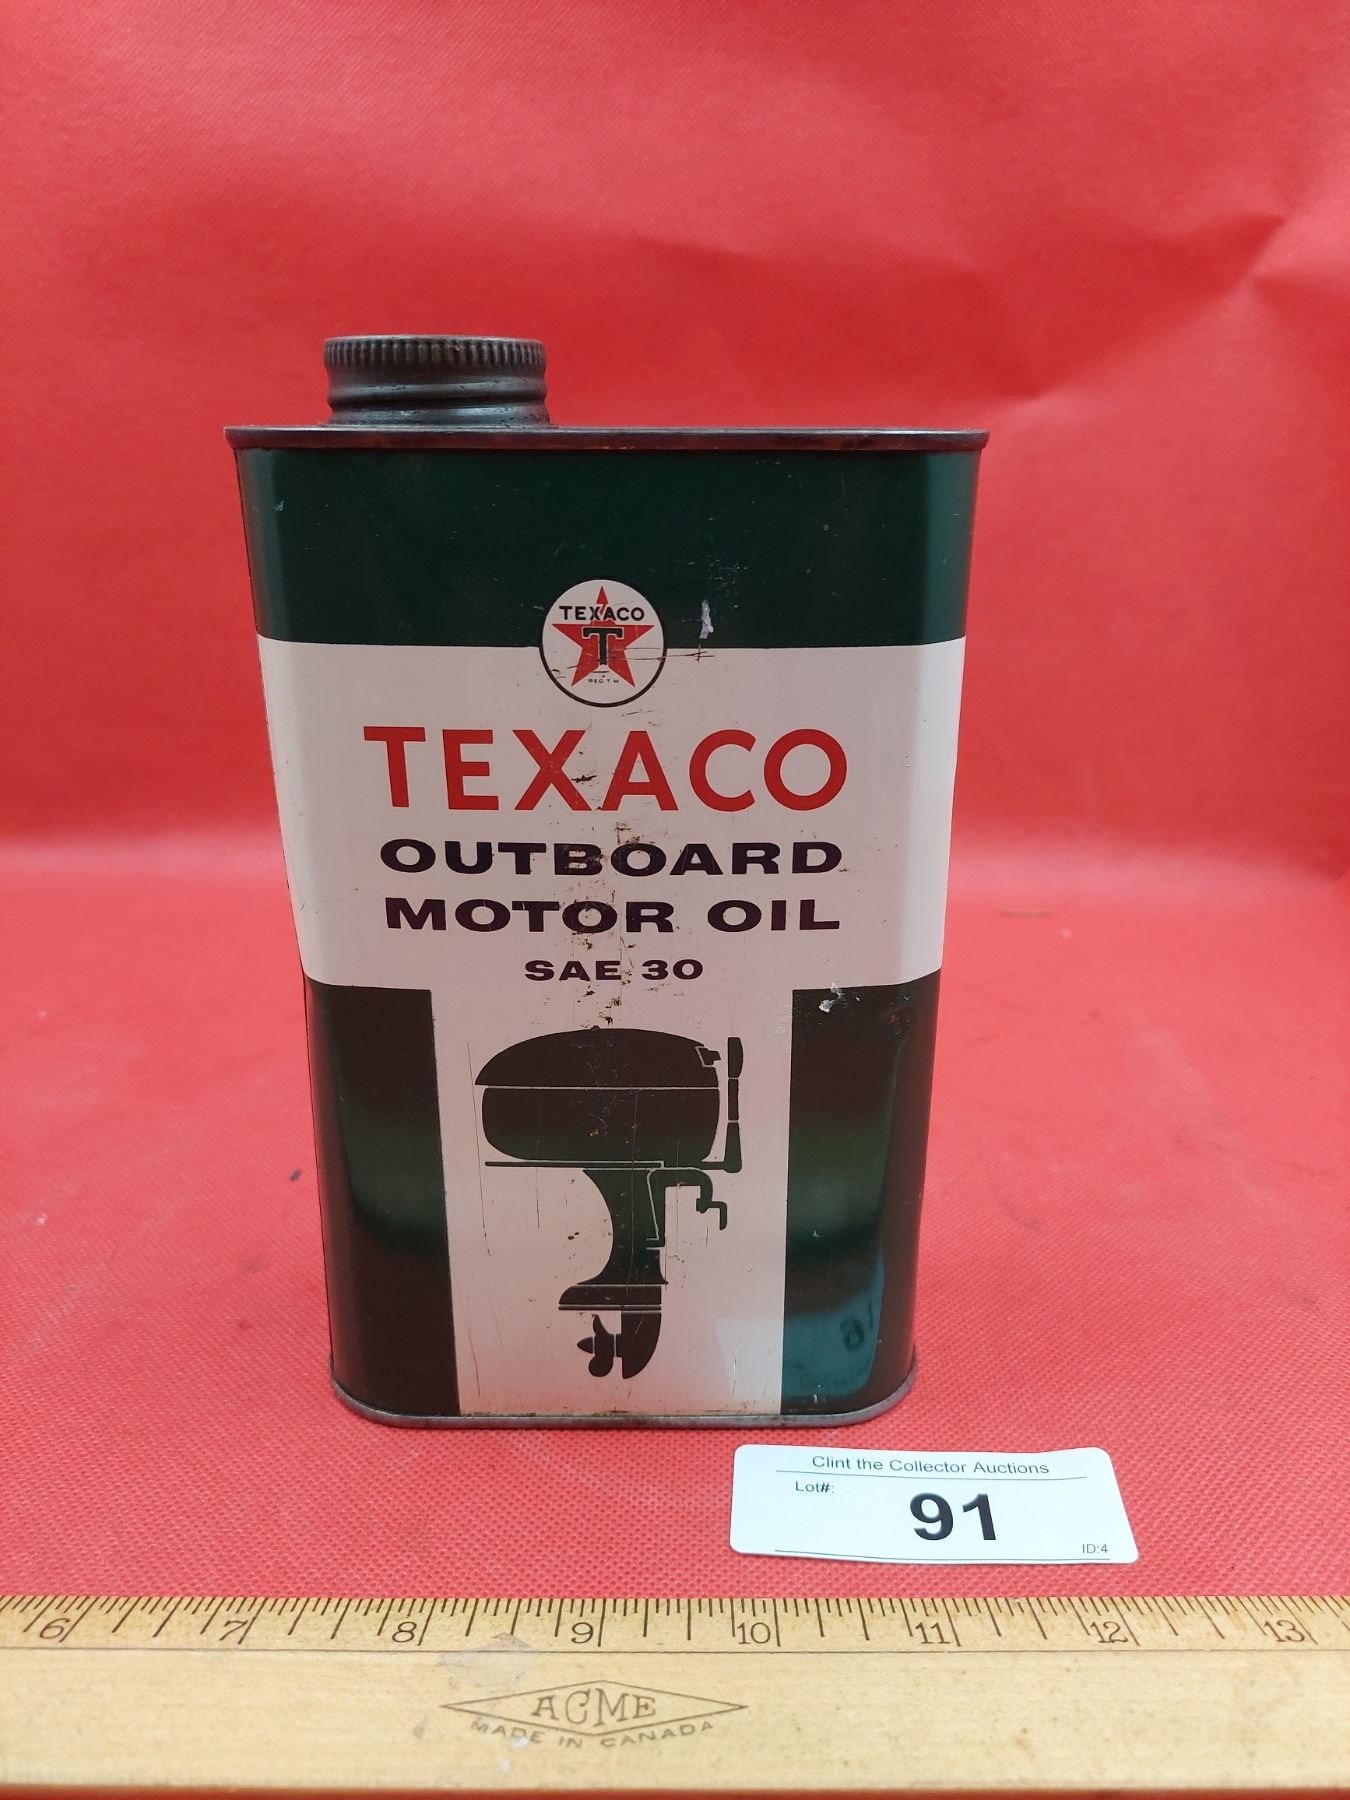 TEXACO
T
REG T M
TEXACO
OUTBOARD
MOTOR OIL
SAE 30
Clint the Collector Auctions
Lot#:
91
ID:4
6 7 8 9 10 11 12 13
ACME
MADE IN CANADA